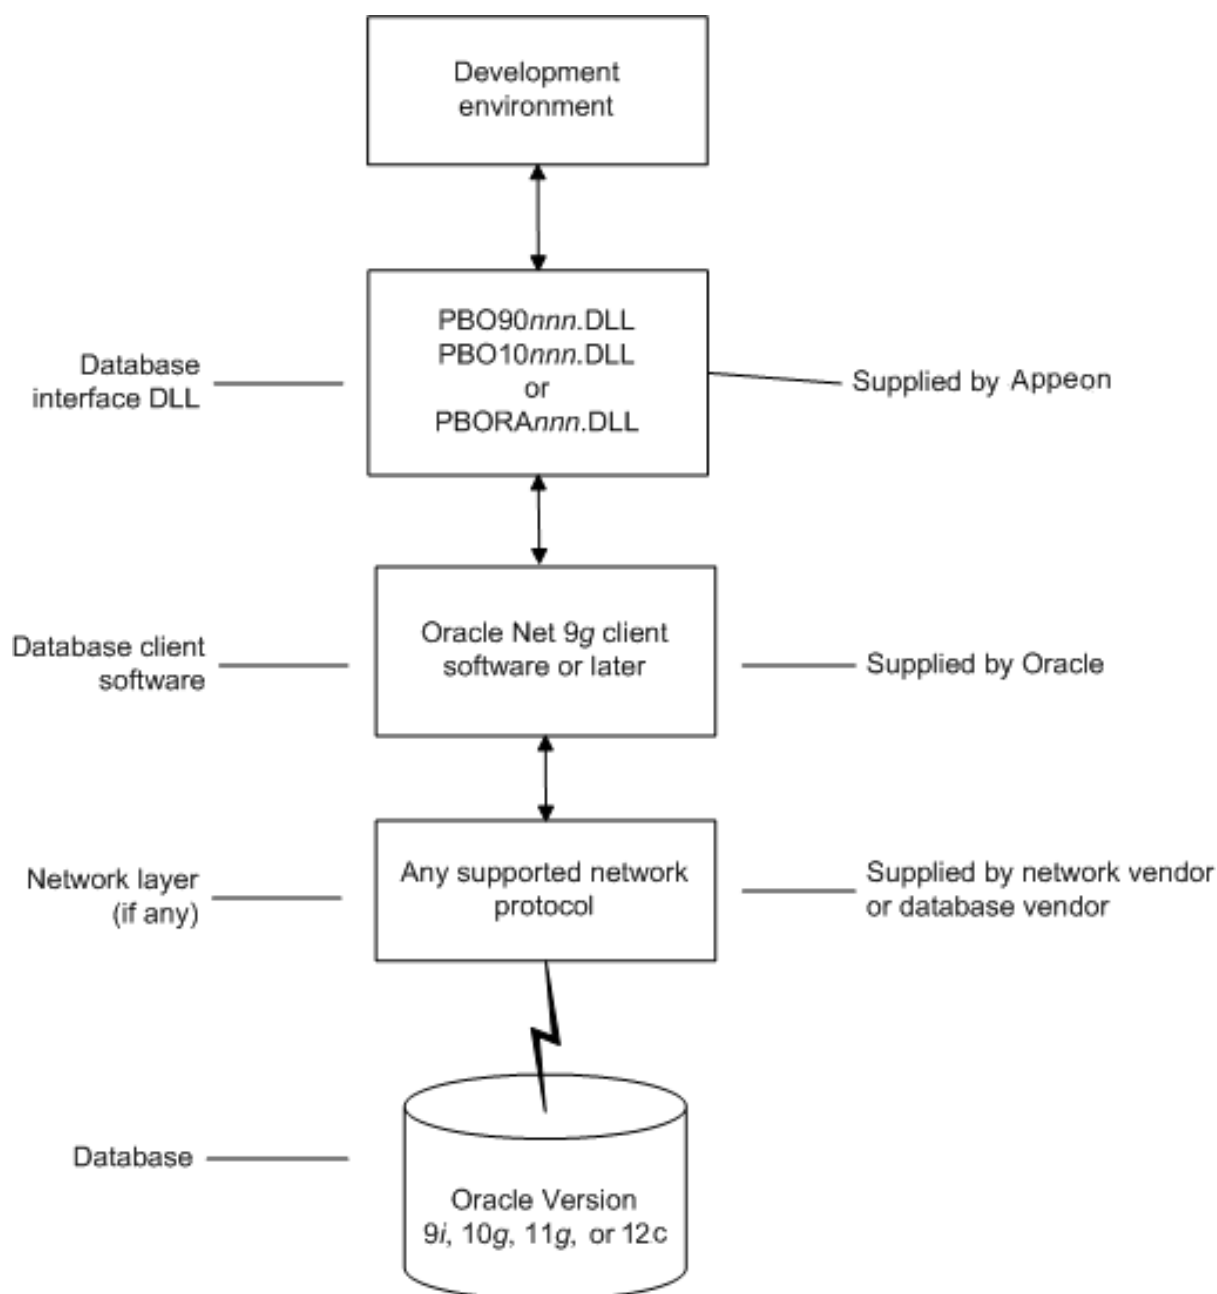 Development
environment
Database
interface DLL
PBO90nnn.DLL
PBO10nnn.DLL
or
PBORAnnn.DLL
Supplied by Appeon
Database client
software
Oracle Net 9g client
software or later
Supplied by Oracle
Network layer
(if any)
Any supported network
protocol
Supplied by network vendor
or database vendor
Database
Oracle Version
9i, 10g, 11g, or 12c